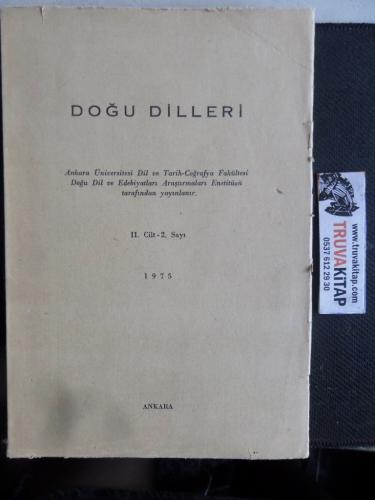 DOĞU DİLLERİ
Ankara Üniversitesi Dil ve Tarih-Coğrafya Fakültesi
Doğu Dil ve Edebiyatları Araştırmaları Enstitüsü
tarafından yayınlanır.
II. Cilt - 2. Sayı
1975
ANKARA
www.truvakitap.com
TRUVAKİTAP
0537 612 29 30